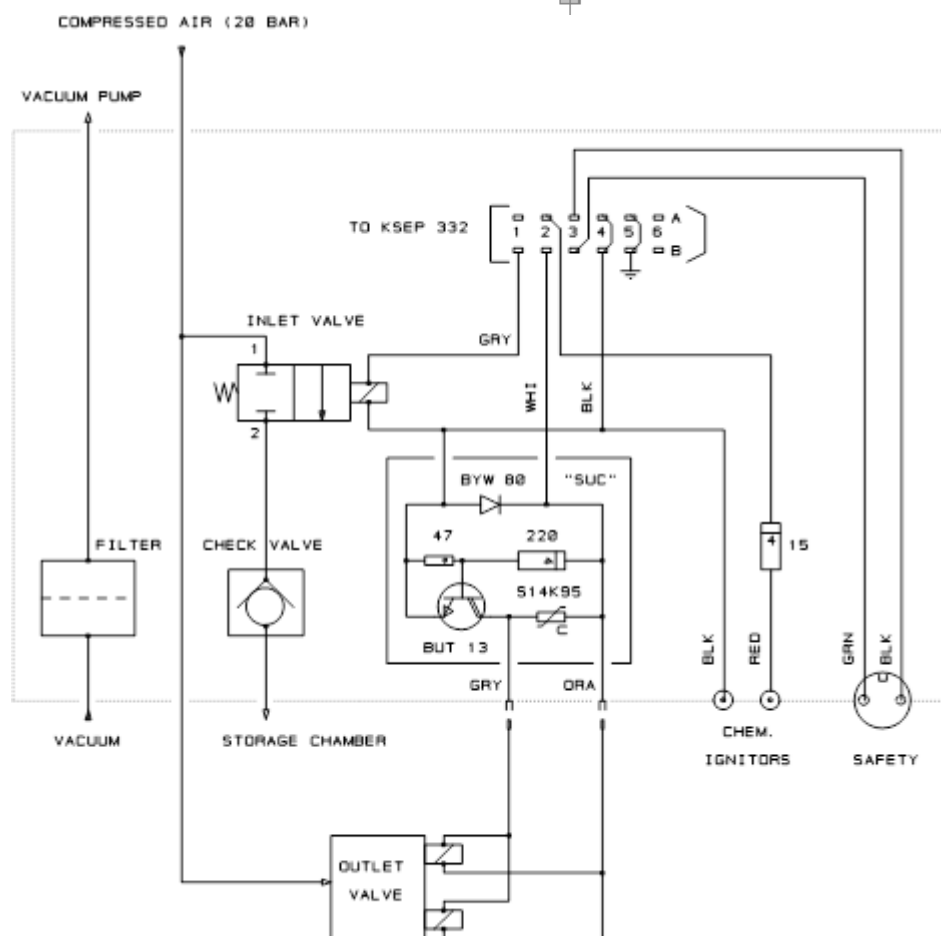 COMPRESSED AIR (20 BAR)
VACUUM PUMP
TO KSEP 332
1 2 3 4 5 6
A
B
INLET VALVE
1
2
GRY
WHI
BLK
BYW 80
"SUC"
47
220
S14K95
C
BUT 13
FILTER
CHECK VALVE
4
15
GRY
ORA
BLK
RED
GRN
BLK
VACUUM
STORAGE CHAMBER
CHEM.
IGNITORS
SAFETY
OUTLET
VALVE